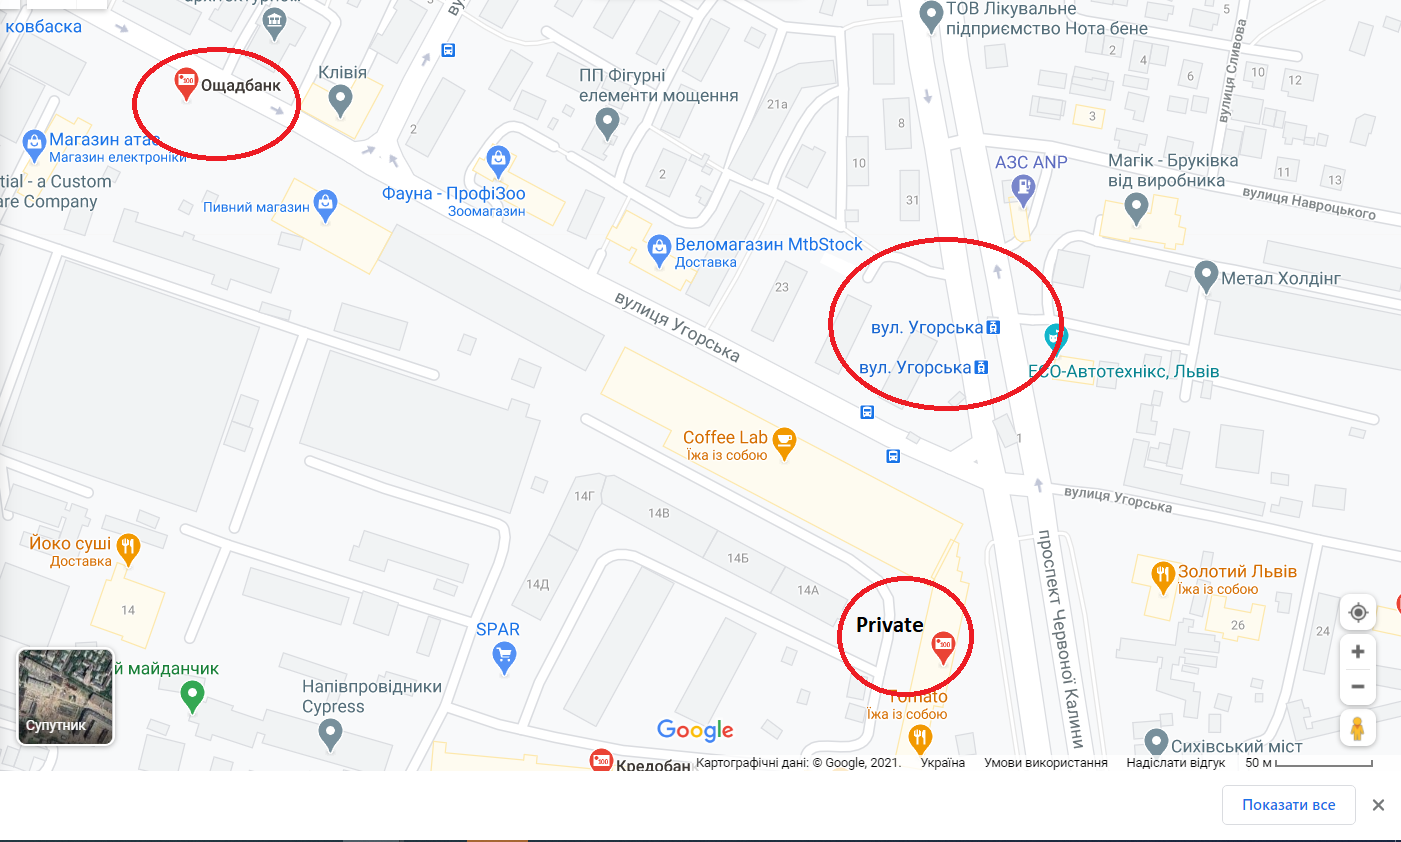 архітектурне
ковбаска
ву
ТОВ Лікувальне
підприємство Нота бене
Ощадбанк
Клівія
ПП Фігурні
елементи мощення
21а
2
4
10
12
6
вулиця Сливова
3
8
2
Магазин атас
Магазин електроніки
tial - a Custom
are Company
Фауна - ПрофіЗоо
Зоомагазин
Пивний магазин
2
10
31
АЗС ANP
Магік - Бруківка
від виробника
11
13
вулиця Навроцького
Веломагазин MtbStock
Доставка
23
вулиця Угорська
Метал Холдінг
вул. Угорська
вул. Угорська
ЕСО-Автотехнікс, Львів
1
Coffee Lab
Їжа із собою
вулиця Угорська
14Г
14В
14Б
14А
14Д
проспект Червоної Калини
Йоко суші
Доставка
14
Золотий Львів
Їжа із собою
26
24
Private
SPAR
й майданчик
Tomato
Їжа із собою
Напівпровідники
Cypress
Супутник
Google
Сихівський міст
Кредобанк
Картографічні дані: © Google, 2021.
Україна
Умови використання
Надіслати відгук
50 м
Показати все